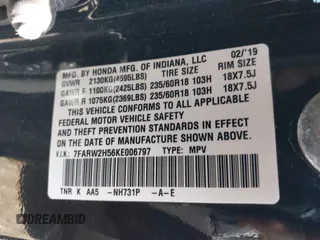 MFD. BY HONDA MFG. OF INDIANA, LLC 02/'19
GVWR 2130KG(4695LBS) TIRE SIZE RIM SIZE
GAWR F 1100KG(2425LBS) 235/60R18 103H 18X7.5J
GAWR R 1075KG(2369LBS) 235/60R18 103H 18X7.5J
THIS VEHICLE CONFORMS TO ALL APPLICABLE
FEDERAL MOTOR VEHICLE SAFETY
AND THEFT PREVENTION STANDARDS IN EFFECT
ON THE DATE OF MANUFACTURE SHOWN ABOVE.
V.I.N.: 7FARW2H56KE006797 TYPE: MPV
TNR K AA5 -NH731P -A-E
DREAMBID